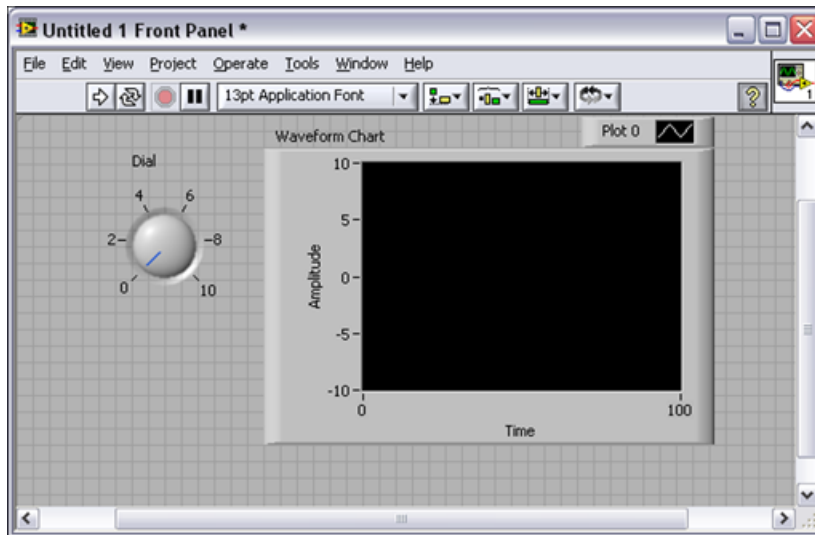 Untitled 1 Front Panel *
File Edit View Project Operate Tools Window Help
13pt Application Font
?
1
Waveform Chart
Plot 0
Dial
4 6
2 8
0 10
10
5
0
-5
-10
Amplitude
0 100
Time